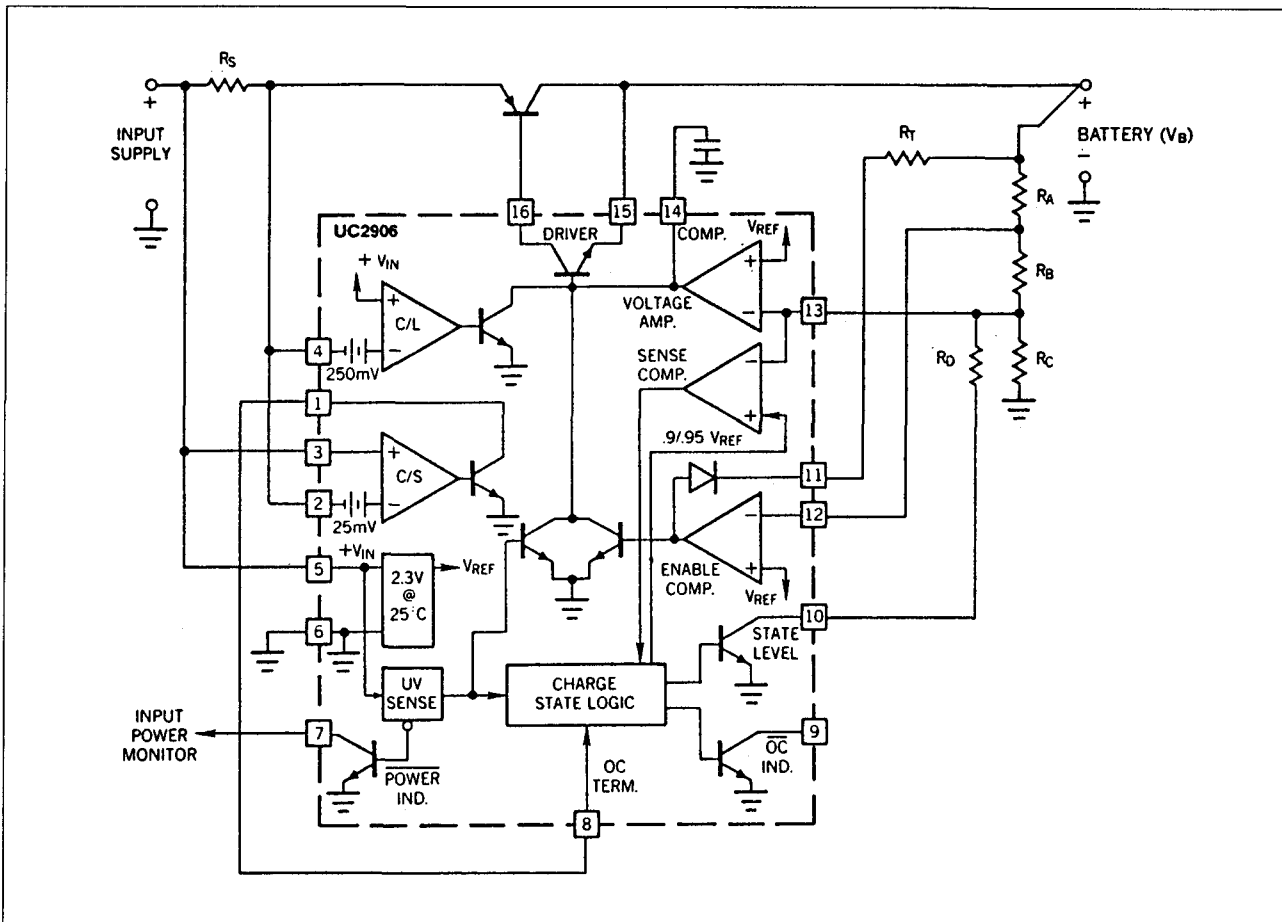 RS
+
INPUT
SUPPLY
RT
+
BATTERY (VB)
-
RA
16
15
14
UC2906
DRIVER
COMP.
VREF
RB
+ VIN
+
+
C/L
VOLTAGE
AMP.
-
13
4
-
250mV
SENSE
COMP.
-
RD
RC
1
+
3
+
.9/.95 VREF
C/S
11
2
-
25mV
-
12
+VIN
5
VREF
2.3V
@
25°C
ENABLE
COMP.
+
VREF
10
6
STATE
LEVEL
UV
SENSE
CHARGE
STATE LOGIC
INPUT
POWER
MONITOR
7
9
OC
IND.
POWER
IND.
OC
TERM.
8